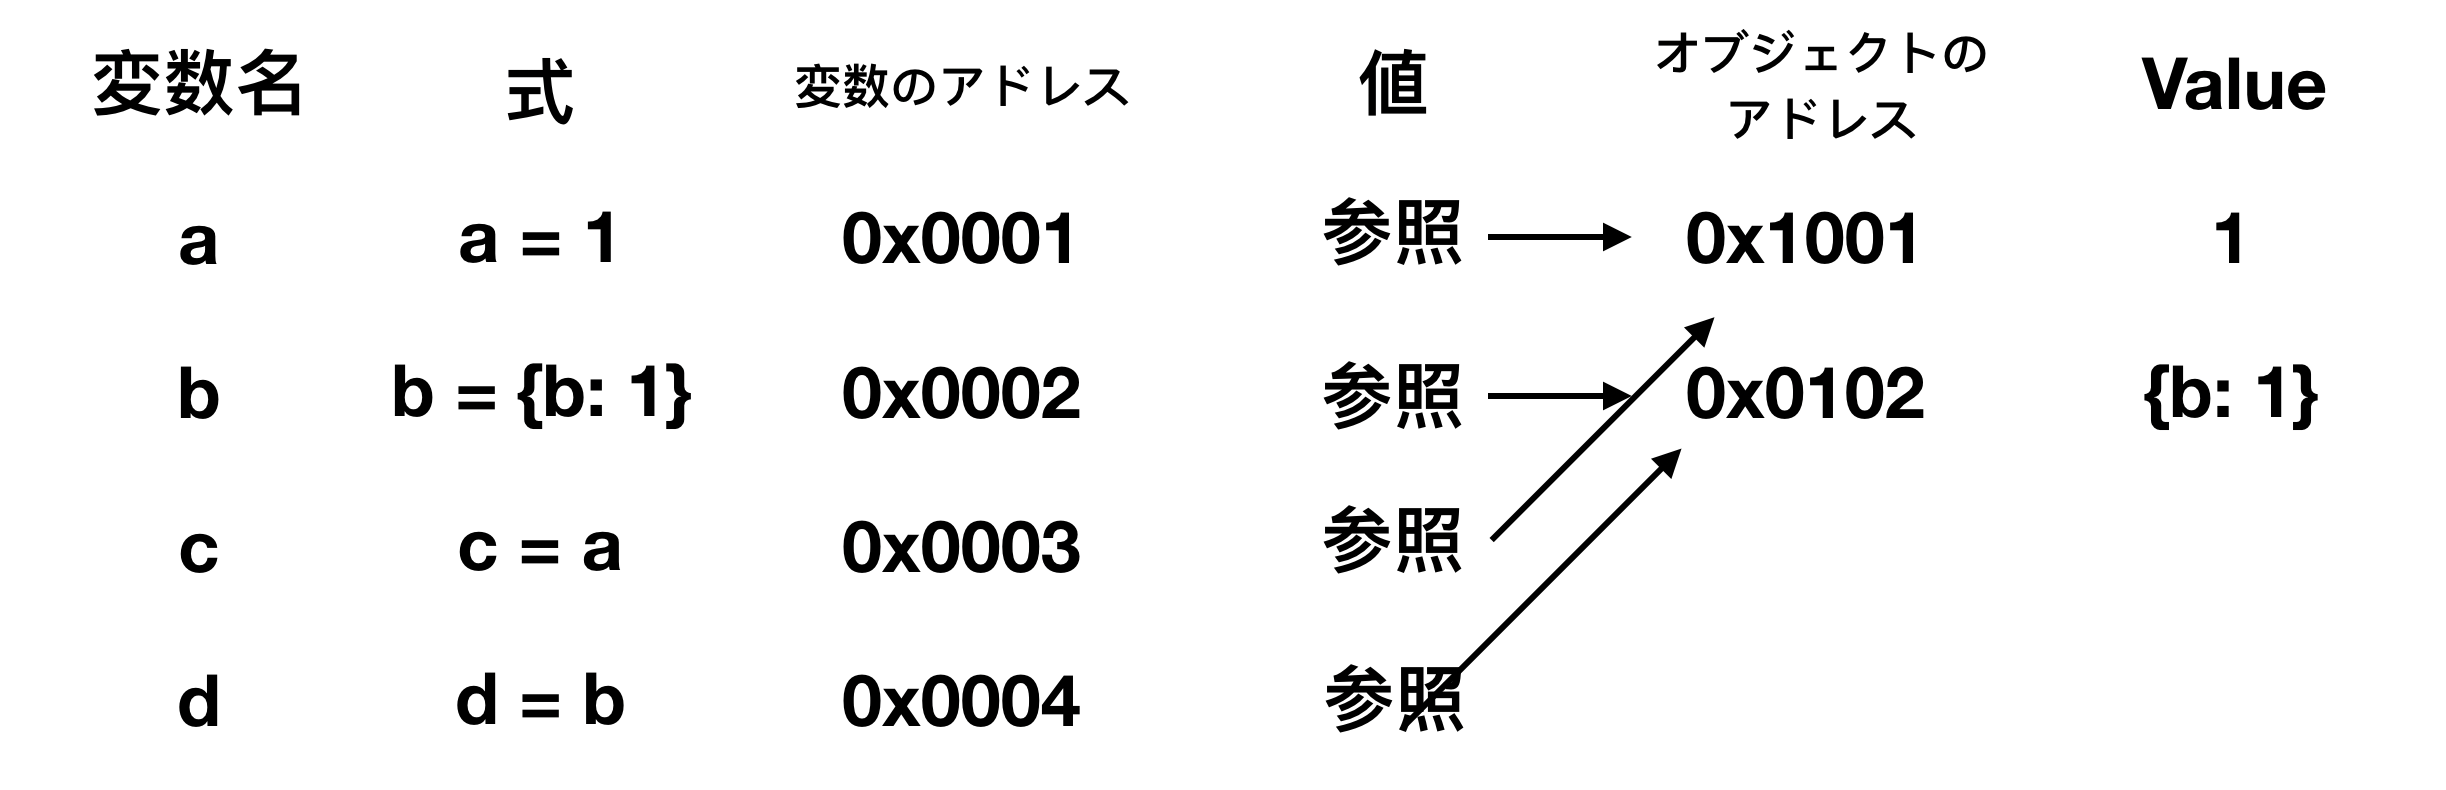 変数名 式 変数のアドレス 値 オブジェクトの
アドレス Value
a a = 1 0x0001 参照 0x1001 1
b b = {b: 1} 0x0002 参照 0x0102 {b: 1}
c c = a 0x0003 参照
d d = b 0x0004 参照